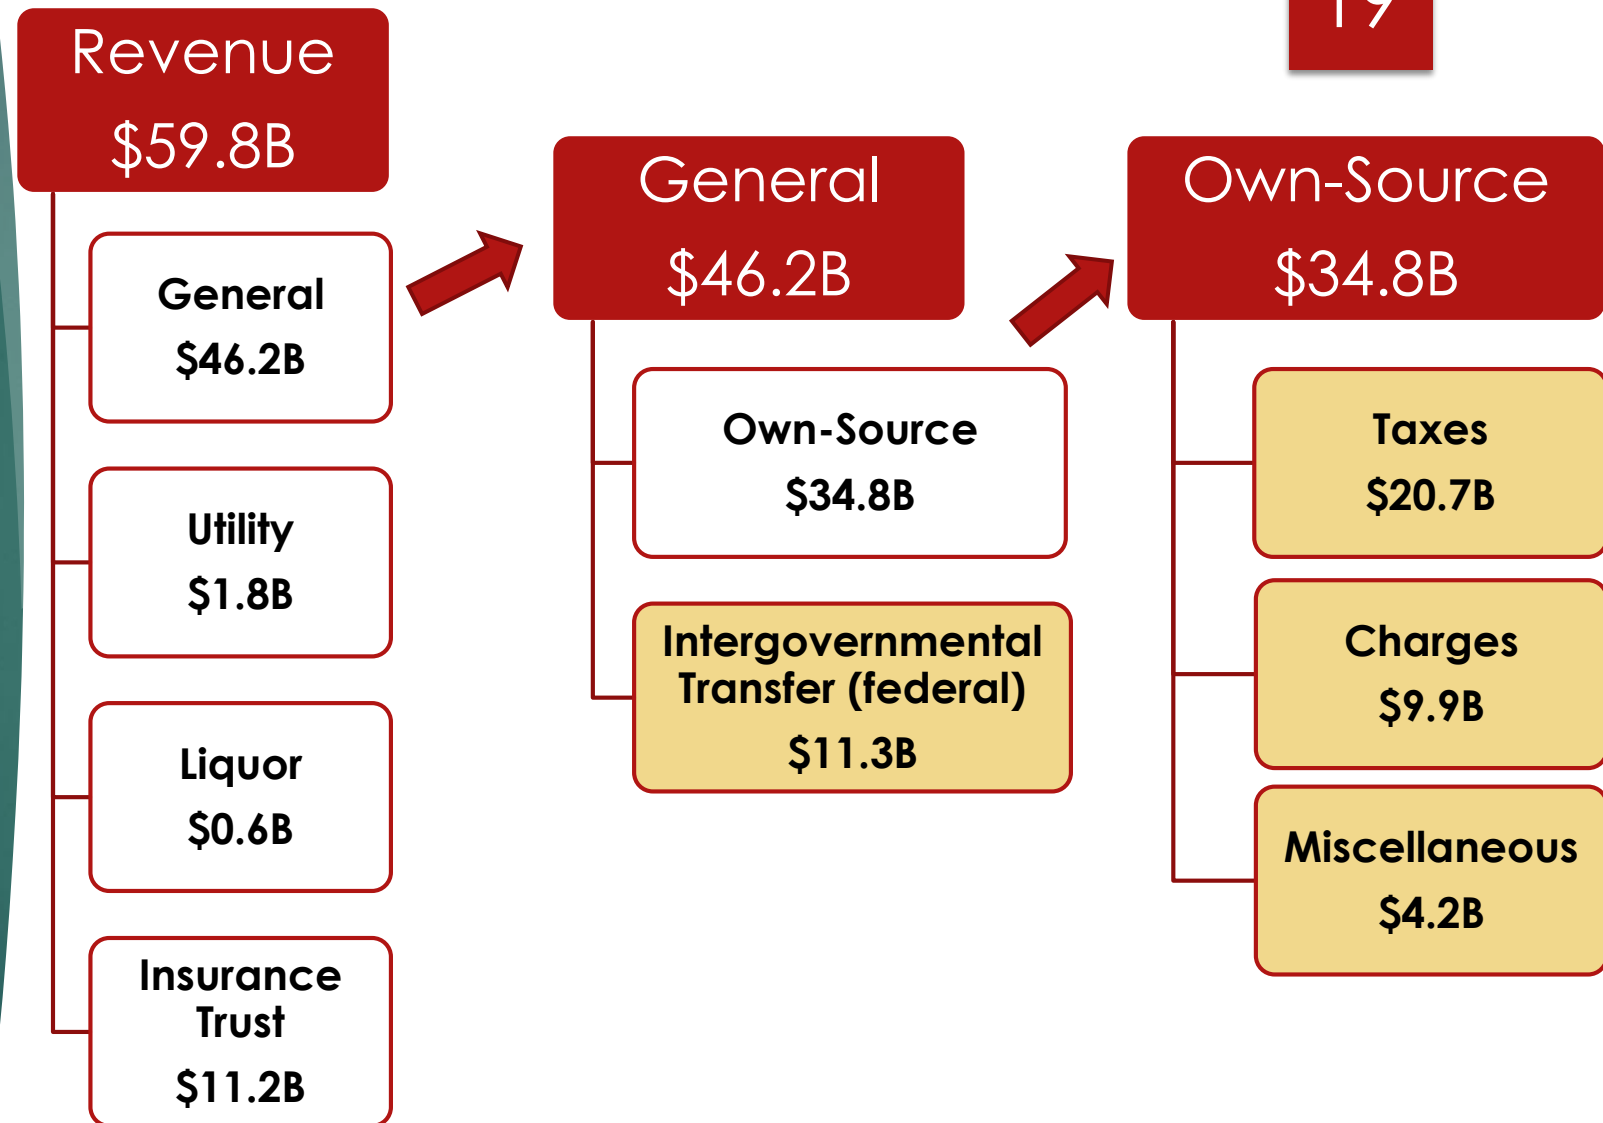 19
Revenue
$59.8B
General
$46.2B
Utility
$1.8B
Liquor
$0.6B
Insurance
Trust
$11.2B
General
$46.2B
Own-Source
$34.8B
Intergovernmental
Transfer (federal)
$11.3B
Own-Source
$34.8B
Taxes
$20.7B
Charges
$9.9B
Miscellaneous
$4.2B